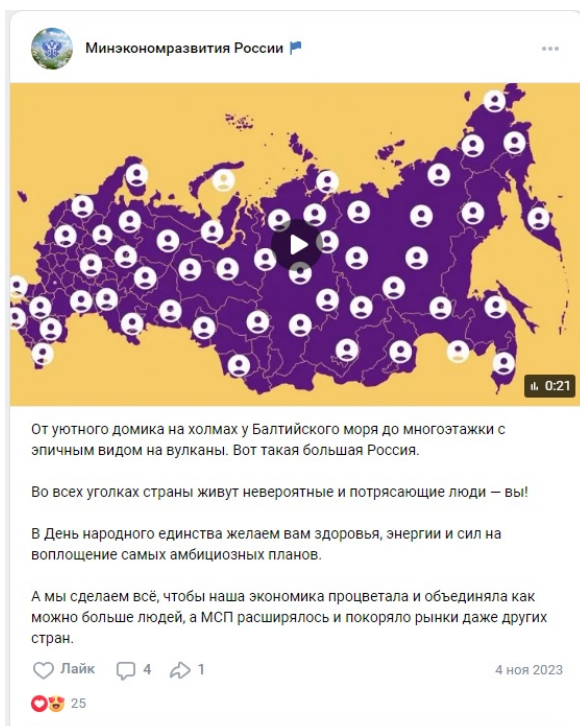 Минэкономразвития России
0:21
От уютного домика на холмах у Балтийского моря до многоэтажки с
эпичным видом на вулканы. Вот такая большая Россия.
Во всех уголках страны живут невероятные и потрясающие люди — вы!
В День народного единства желаем вам здоровья, энергии и сил на
воплощение самых амбициозных планов.
А мы сделаем всё, чтобы наша экономика процветала и объединяла как
можно больше людей, а МСП расширялось и покоряло рынки даже других
стран.
Лайк 4 1 4 ноя 2023
25